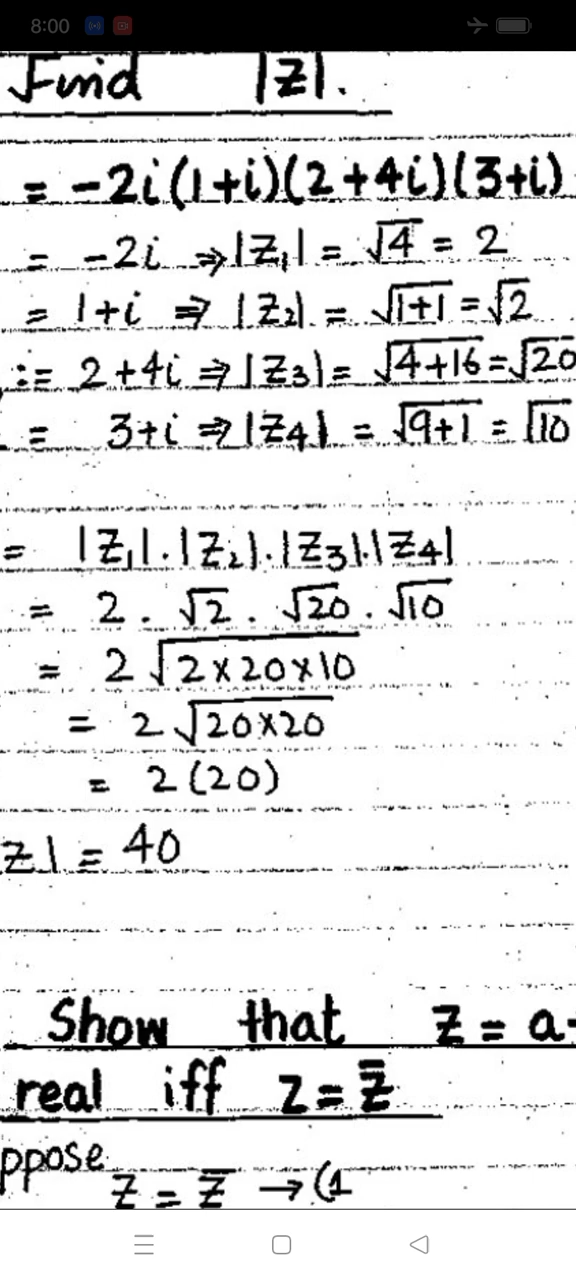 8:00
Find |Z|.
= -2i(1+i)(2+4i)(3+i)
= -2i ⇒ |Z₁| = √4 = 2
= 1+i ⇒ |Z₂| = √1+1 = √2
:= 2+4i ⇒ |Z₃| = √4+16 = √20
= 3+i ⇒ |Z₄| = √9+1 = √10
= |Z₁|.|Z₂|.|Z₃|.|Z₄|
= 2 . √2 . √20 . √10
= 2 √2×20×10
= 2 √20×20
= 2(20)
Z| = 40
Show that Z = a-
real iff Z = Z̿
ppose
Z = Z̅ → (1